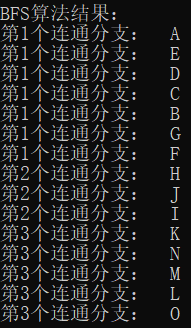 BFS算法结果：
第1个连通分支： A
第1个连通分支： E
第1个连通分支： D
第1个连通分支： C
第1个连通分支： B
第1个连通分支： G
第1个连通分支： F
第2个连通分支： H
第2个连通分支： J
第2个连通分支： I
第3个连通分支： K
第3个连通分支： N
第3个连通分支： M
第3个连通分支： L
第3个连通分支： O